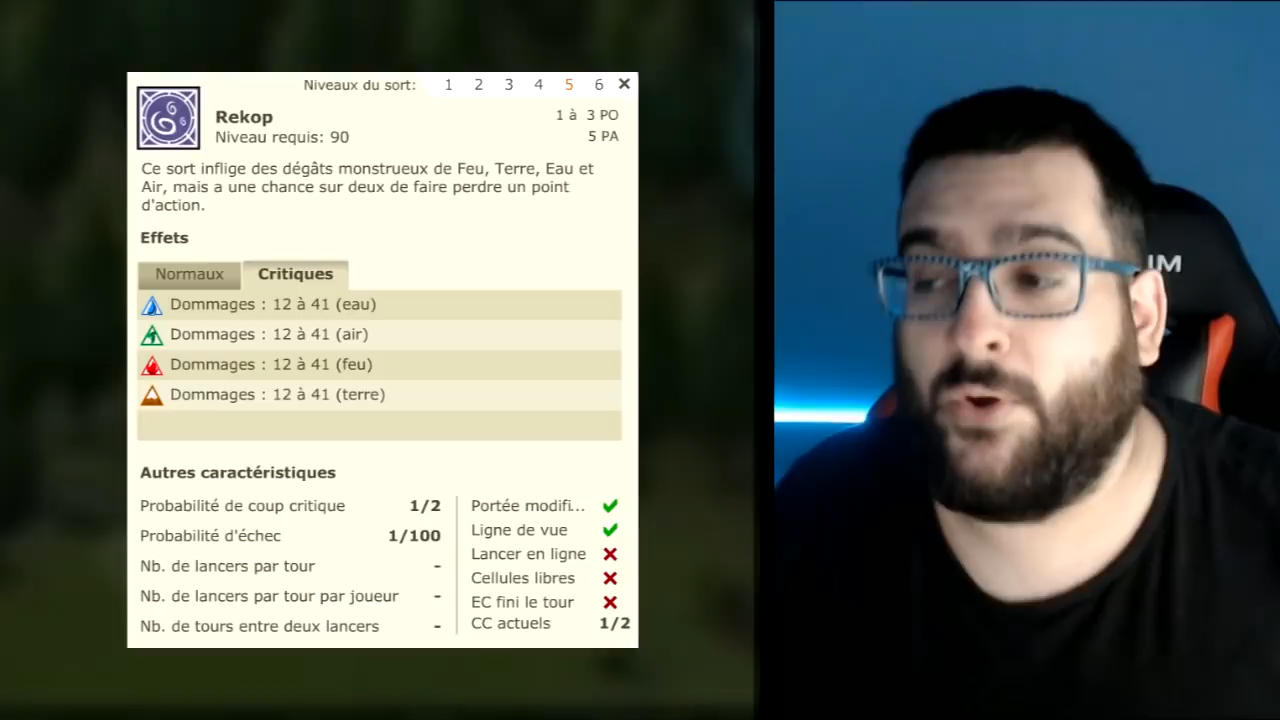 Niveaux du sort: 1 2 3 4 5 6 ×
Rekop
1 à 3 PO
Niveau requis: 90
5 PA
Ce sort inflige des dégâts monstrueux de Feu, Terre, Eau et
Air, mais a une chance sur deux de faire perdre un point
d'action.
Effets
Normaux
Critiques
Dommages : 12 à 41 (eau)
Dommages : 12 à 41 (air)
Dommages : 12 à 41 (feu)
Dommages : 12 à 41 (terre)
Autres caractéristiques
Probabilité de coup critique 1/2
Probabilité d'échec 1/100
Nb. de lancers par tour -
Nb. de lancers par tour par joueur -
Nb. de tours entre deux lancers -
Portée modifi...
Ligne de vue
Lancer en ligne
Cellules libres
EC fini le tour
CC actuels 1/2